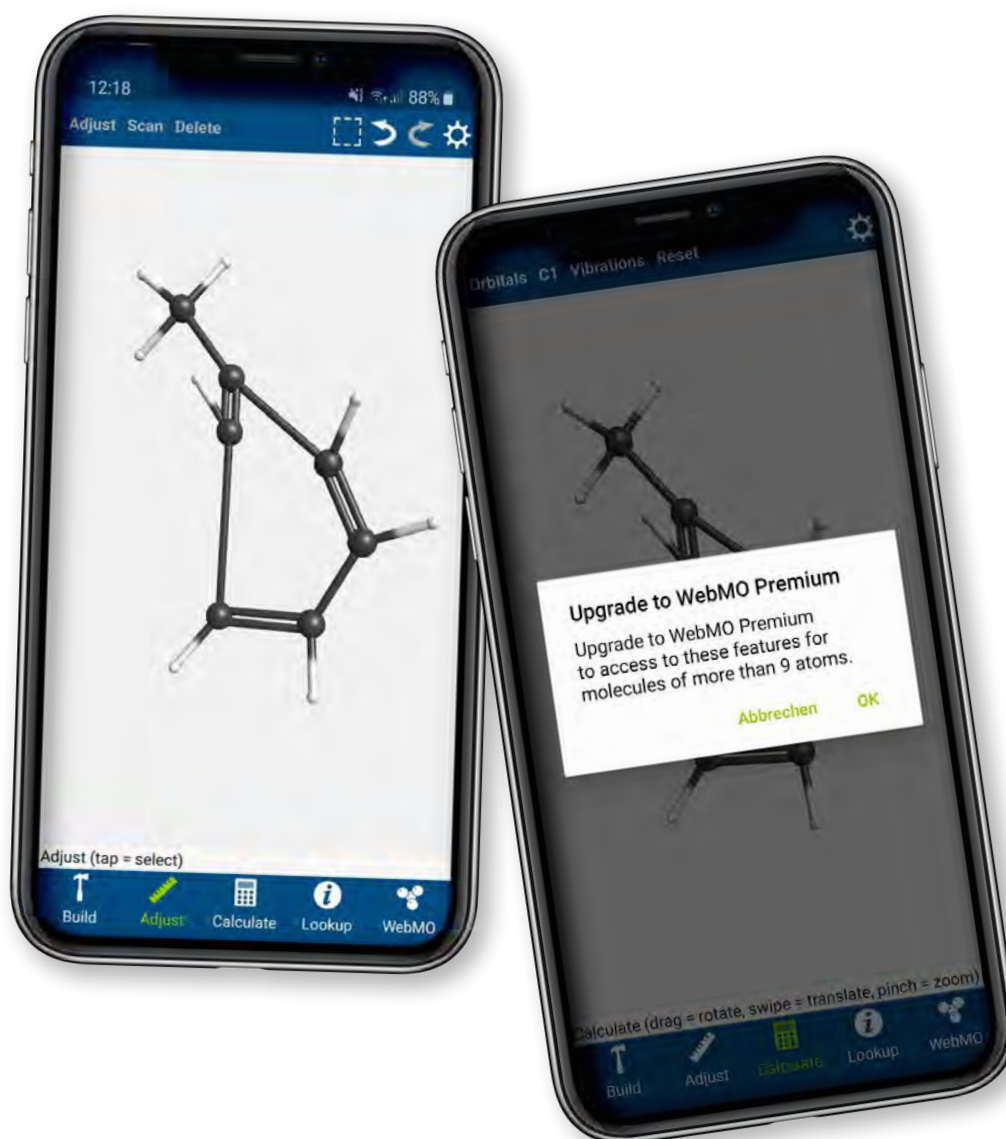 12:18
88%
Adjust Scan Delete
Adjust (tap = select)
Build Adjust Calculate Lookup WebMO
Orbitals C1 Vibrations Reset
Upgrade to WebMO Premium
Upgrade to WebMO Premium
to access to these features for
molecules of more than 9 atoms.
Abbrechen OK
Calculate (drag = rotate, swipe = translate, pinch = zoom)
Build Adjust Calculate Lookup WebMO